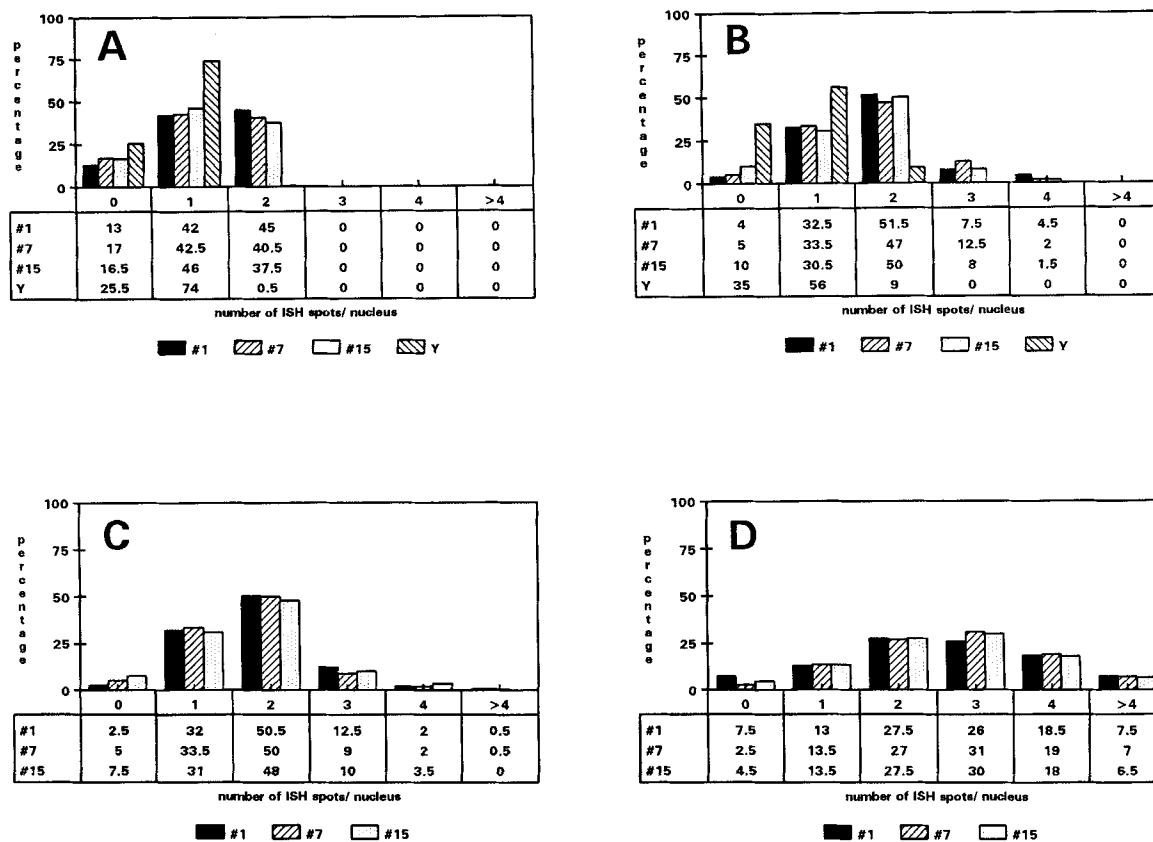 A
percentage
100
75
50
25
0
0 1 2 3 4 >4
#1 13 42 45 0 0 0
#7 17 42.5 40.5 0 0 0
#15 16.5 46 37.5 0 0 0
Y 25.5 74 0.5 0 0 0
number of ISH spots/ nucleus
#1 #7 #15 Y
B
percentage
100
75
50
25
0
0 1 2 3 4 >4
#1 4 32.5 51.5 7.5 4.5 0
#7 5 33.5 47 12.5 2 0
#15 10 30.5 50 8 1.5 0
Y 35 56 9 0 0 0
number of ISH spots/ nucleus
#1 #7 #15 Y
C
percentage
100
75
50
25
0
0 1 2 3 4 >4
#1 2.5 32 50.5 12.5 2 0.5
#7 5 33.5 50 9 2 0.5
#15 7.5 31 48 10 3.5 0
number of ISH spots/ nucleus
#1 #7 #15
D
percentage
100
75
50
25
0
0 1 2 3 4 >4
#1 7.5 13 27.5 26 18.5 7.5
#7 2.5 13.5 27 31 19 7
#15 4.5 13.5 27.5 30 18 6.5
number of ISH spots/ nucleus
#1 #7 #15